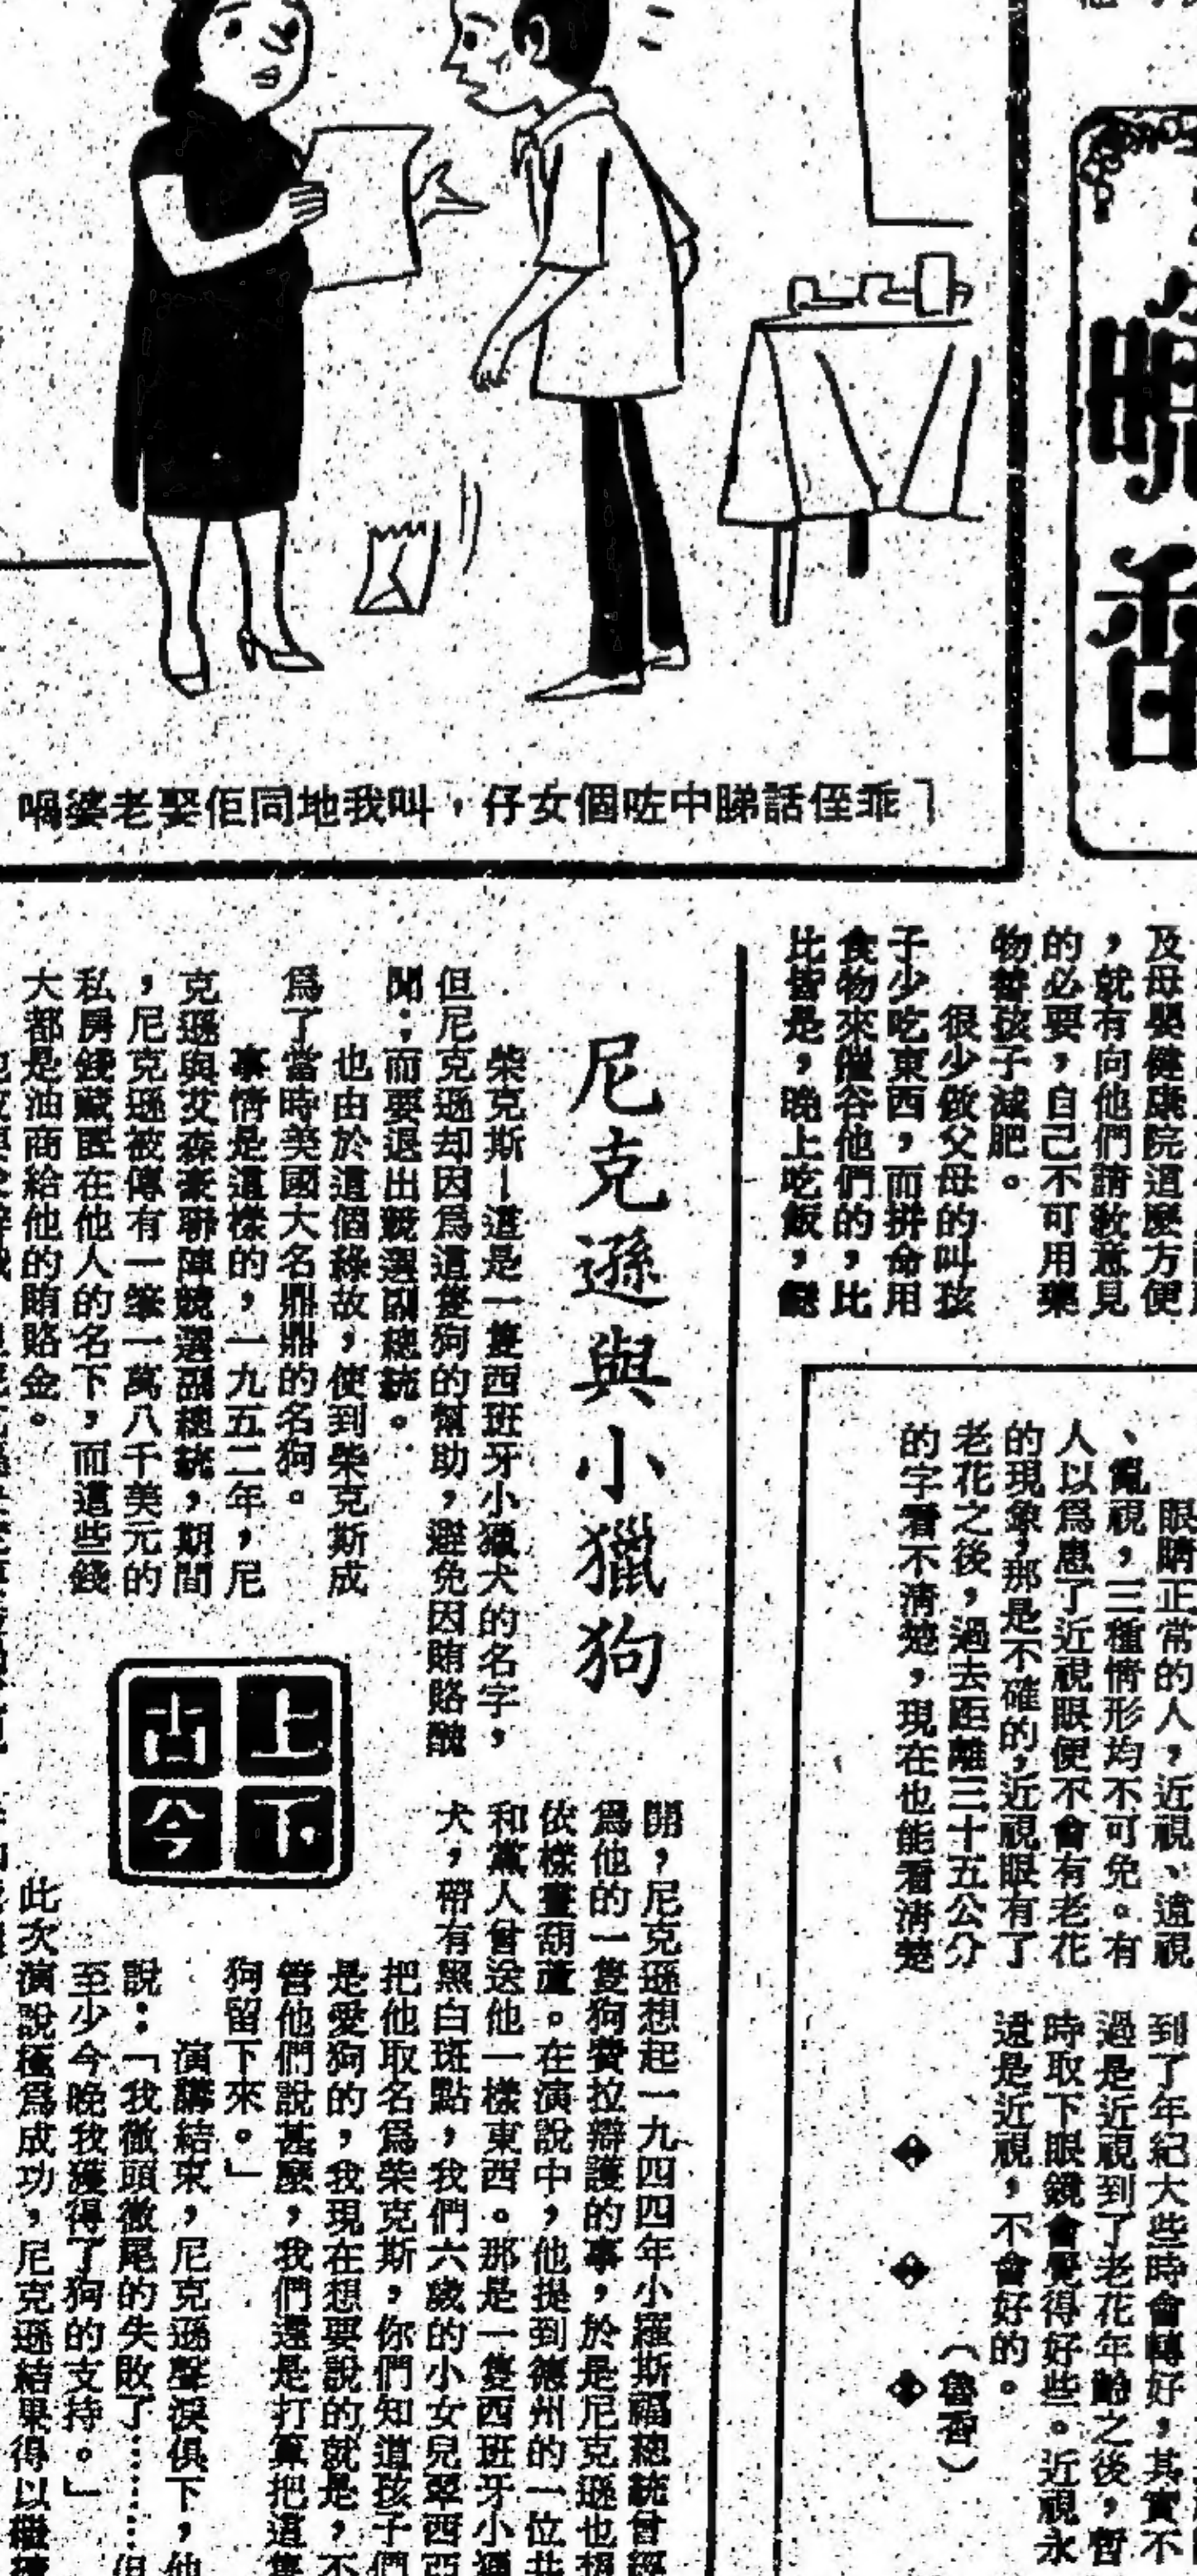 晚
香
「乖侄話睇中咗個女仔，叫我地同佢娶老婆喎
及母嬰健康院這麼方便
，就有向他們請敎意見
的必要，自己不可用藥
物替孩子減肥。
很少做父母的叫孩
子少吃東西，而拼命用
食物來催谷他們的，比
比皆是，晚上吃飯，
眼睛正常的人，近視、遠視
、亂視，三種情形均不可免。有
人以爲患了近視眼便不會有老花
的現象，那是不確的，近視眼有了
老花之後，過去距離三十五公分
的字看不清楚，現在也能看清楚
到了年紀大些時會轉好，其實不
過是近視到了老花年齡之後，暫
時取下眼鏡會覺得好些。近視永
遠是近視，不會好的。
（魯香）
尼克遜與小獵狗
柴克斯—這是一隻西班牙小獵犬的名字，
但尼克遜却因爲這隻狗的幫助，避免因賄賂醜
聞；而要退出競選副總統。
也由於這個緣故，使到柴克斯成
爲了當時美國大名鼎鼎的名狗。
事情是這樣的，一九五二年，尼
克遜與艾森豪聯陣競選副總統，期間
，尼克遜被傳有一筆一萬八千美元的
私房錢藏匿在他人的名下，而這些錢
大都是油商給他的賄賂金。
上下古今
開，尼克遜想起一九四四年小羅斯福總統曾經
爲他的一隻狗費拉辯護的事，於是尼克遜也想
依樣畫葫蘆。在演說中，他提到德州的一位共
和黨人曾送他一樣東西。那是一隻西班牙小獵
犬，帶有黑白斑點，我們六歲的小女兒翠西亞
把他取名爲柴克斯，你們知道孩子們
是愛狗的，我現在想要說的就是，不
管他們說甚麼，我們還是打算把這隻
狗留下來。」
演講結束，尼克遜聲淚俱下，他
說：「我徹頭徹尾的失敗了……但
至少今晚我獲得了狗的支持。」
此次演說極爲成功，尼克遜結果得以繼續